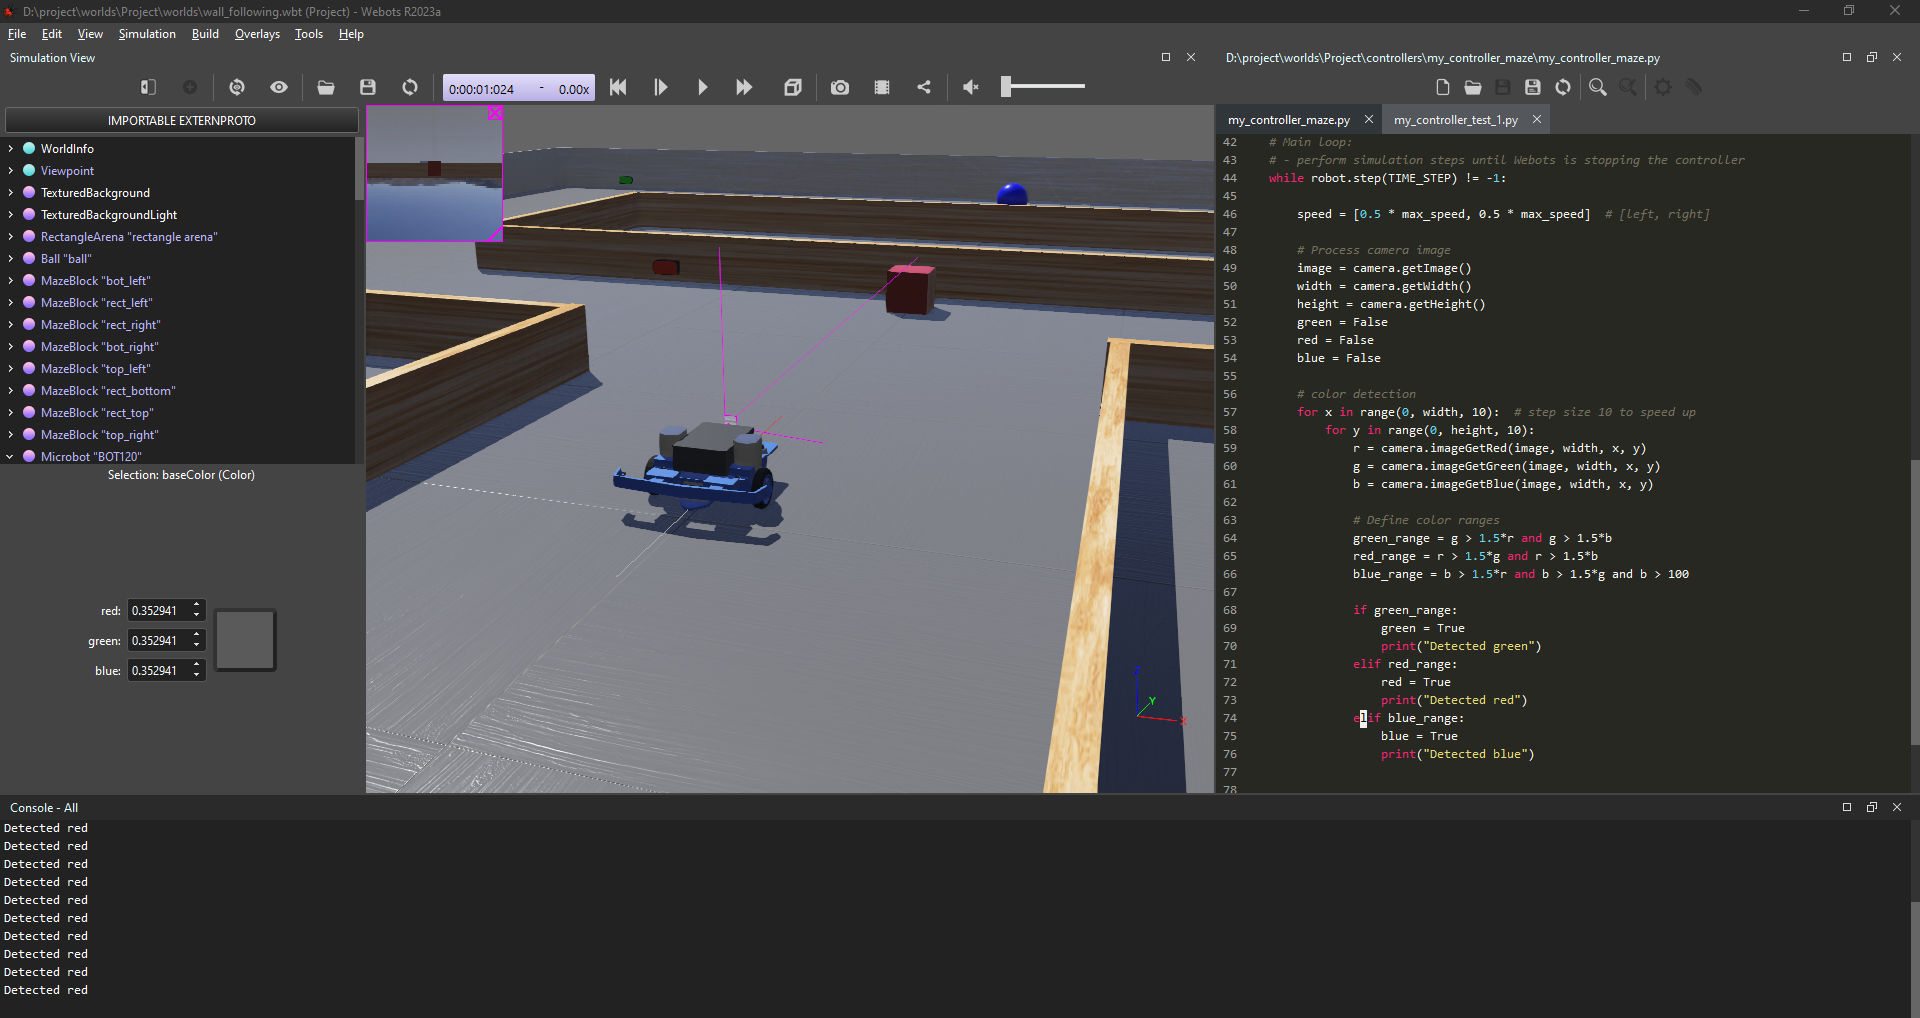 D:\project\worlds\Project\worlds\wall_following.wbt (Project) - Webots R2023a
File Edit View Simulation Build Overlays Tools Help
Simulation View
0:00:01:024 - 0.00x
IMPORTABLE EXTERNPROTO
WorldInfo
Viewpoint
TexturedBackground
TexturedBackgroundLight
RectangleArena "rectangle arena"
Ball "ball"
MazeBlock "bot_left"
MazeBlock "rect_left"
MazeBlock "rect_right"
MazeBlock "bot_right"
MazeBlock "top_left"
MazeBlock "rect_bottom"
MazeBlock "rect_top"
MazeBlock "top_right"
Microbot "BOT120"
Selection: baseColor (Color)
red: 0.352941
green: 0.352941
blue: 0.352941
Z
Y
X
D:\project\worlds\Project\controllers\my_controller_maze\my_controller_maze.py
my_controller_maze.py my_controller_test_1.py
42 # Main loop:
43 # - perform simulation steps until Webots is stopping the controller
44 while robot.step(TIME_STEP) != -1:
45
46 speed = [0.5 * max_speed, 0.5 * max_speed] # [left, right]
47
48 # Process camera image
49 image = camera.getImage()
50 width = camera.getWidth()
51 height = camera.getHeight()
52 green = False
53 red = False
54 blue = False
55
56 # color detection
57 for x in range(0, width, 10): # step size 10 to speed up
58 for y in range(0, height, 10):
59 r = camera.imageGetRed(image, width, x, y)
60 g = camera.imageGetGreen(image, width, x, y)
61 b = camera.imageGetBlue(image, width, x, y)
62
63 # Define color ranges
64 green_range = g > 1.5*r and g > 1.5*b
65 red_range = r > 1.5*g and r > 1.5*b
66 blue_range = b > 1.5*r and b > 1.5*g and b > 100
67
68 if green_range:
69 green = True
70 print("Detected green")
71 elif red_range:
72 red = True
73 print("Detected red")
74 elif blue_range:
75 blue = True
76 print("Detected blue")
77
78
Console - All
Detected red
Detected red
Detected red
Detected red
Detected red
Detected red
Detected red
Detected red
Detected red
Detected red